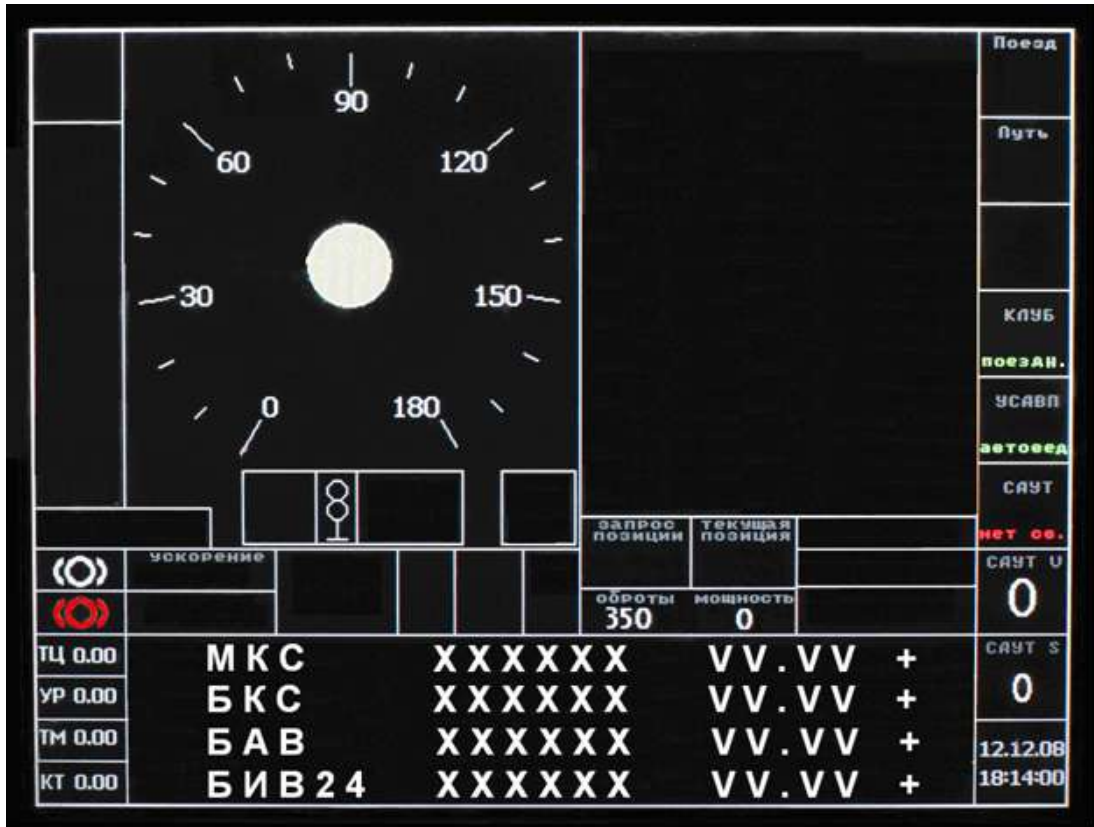 Поезд
Путь
90
60
120
30
150
0
180
КЛУБ
поездн.
УСАВП
автовед
САУТ
нет св.
запрос позиции
текущая позиция
ускорение
обороты
350
мощность
0
САУТ V
0
САУТ S
0
ТЦ 0.00
УР 0.00
ТМ 0.00
КТ 0.00
МКС XXXXXX VV.VV +
БКС XXXXXX VV.VV +
БАВ XXXXXX VV.VV +
БИВ24 XXXXXX VV.VV +
12.12.08
18:14:00